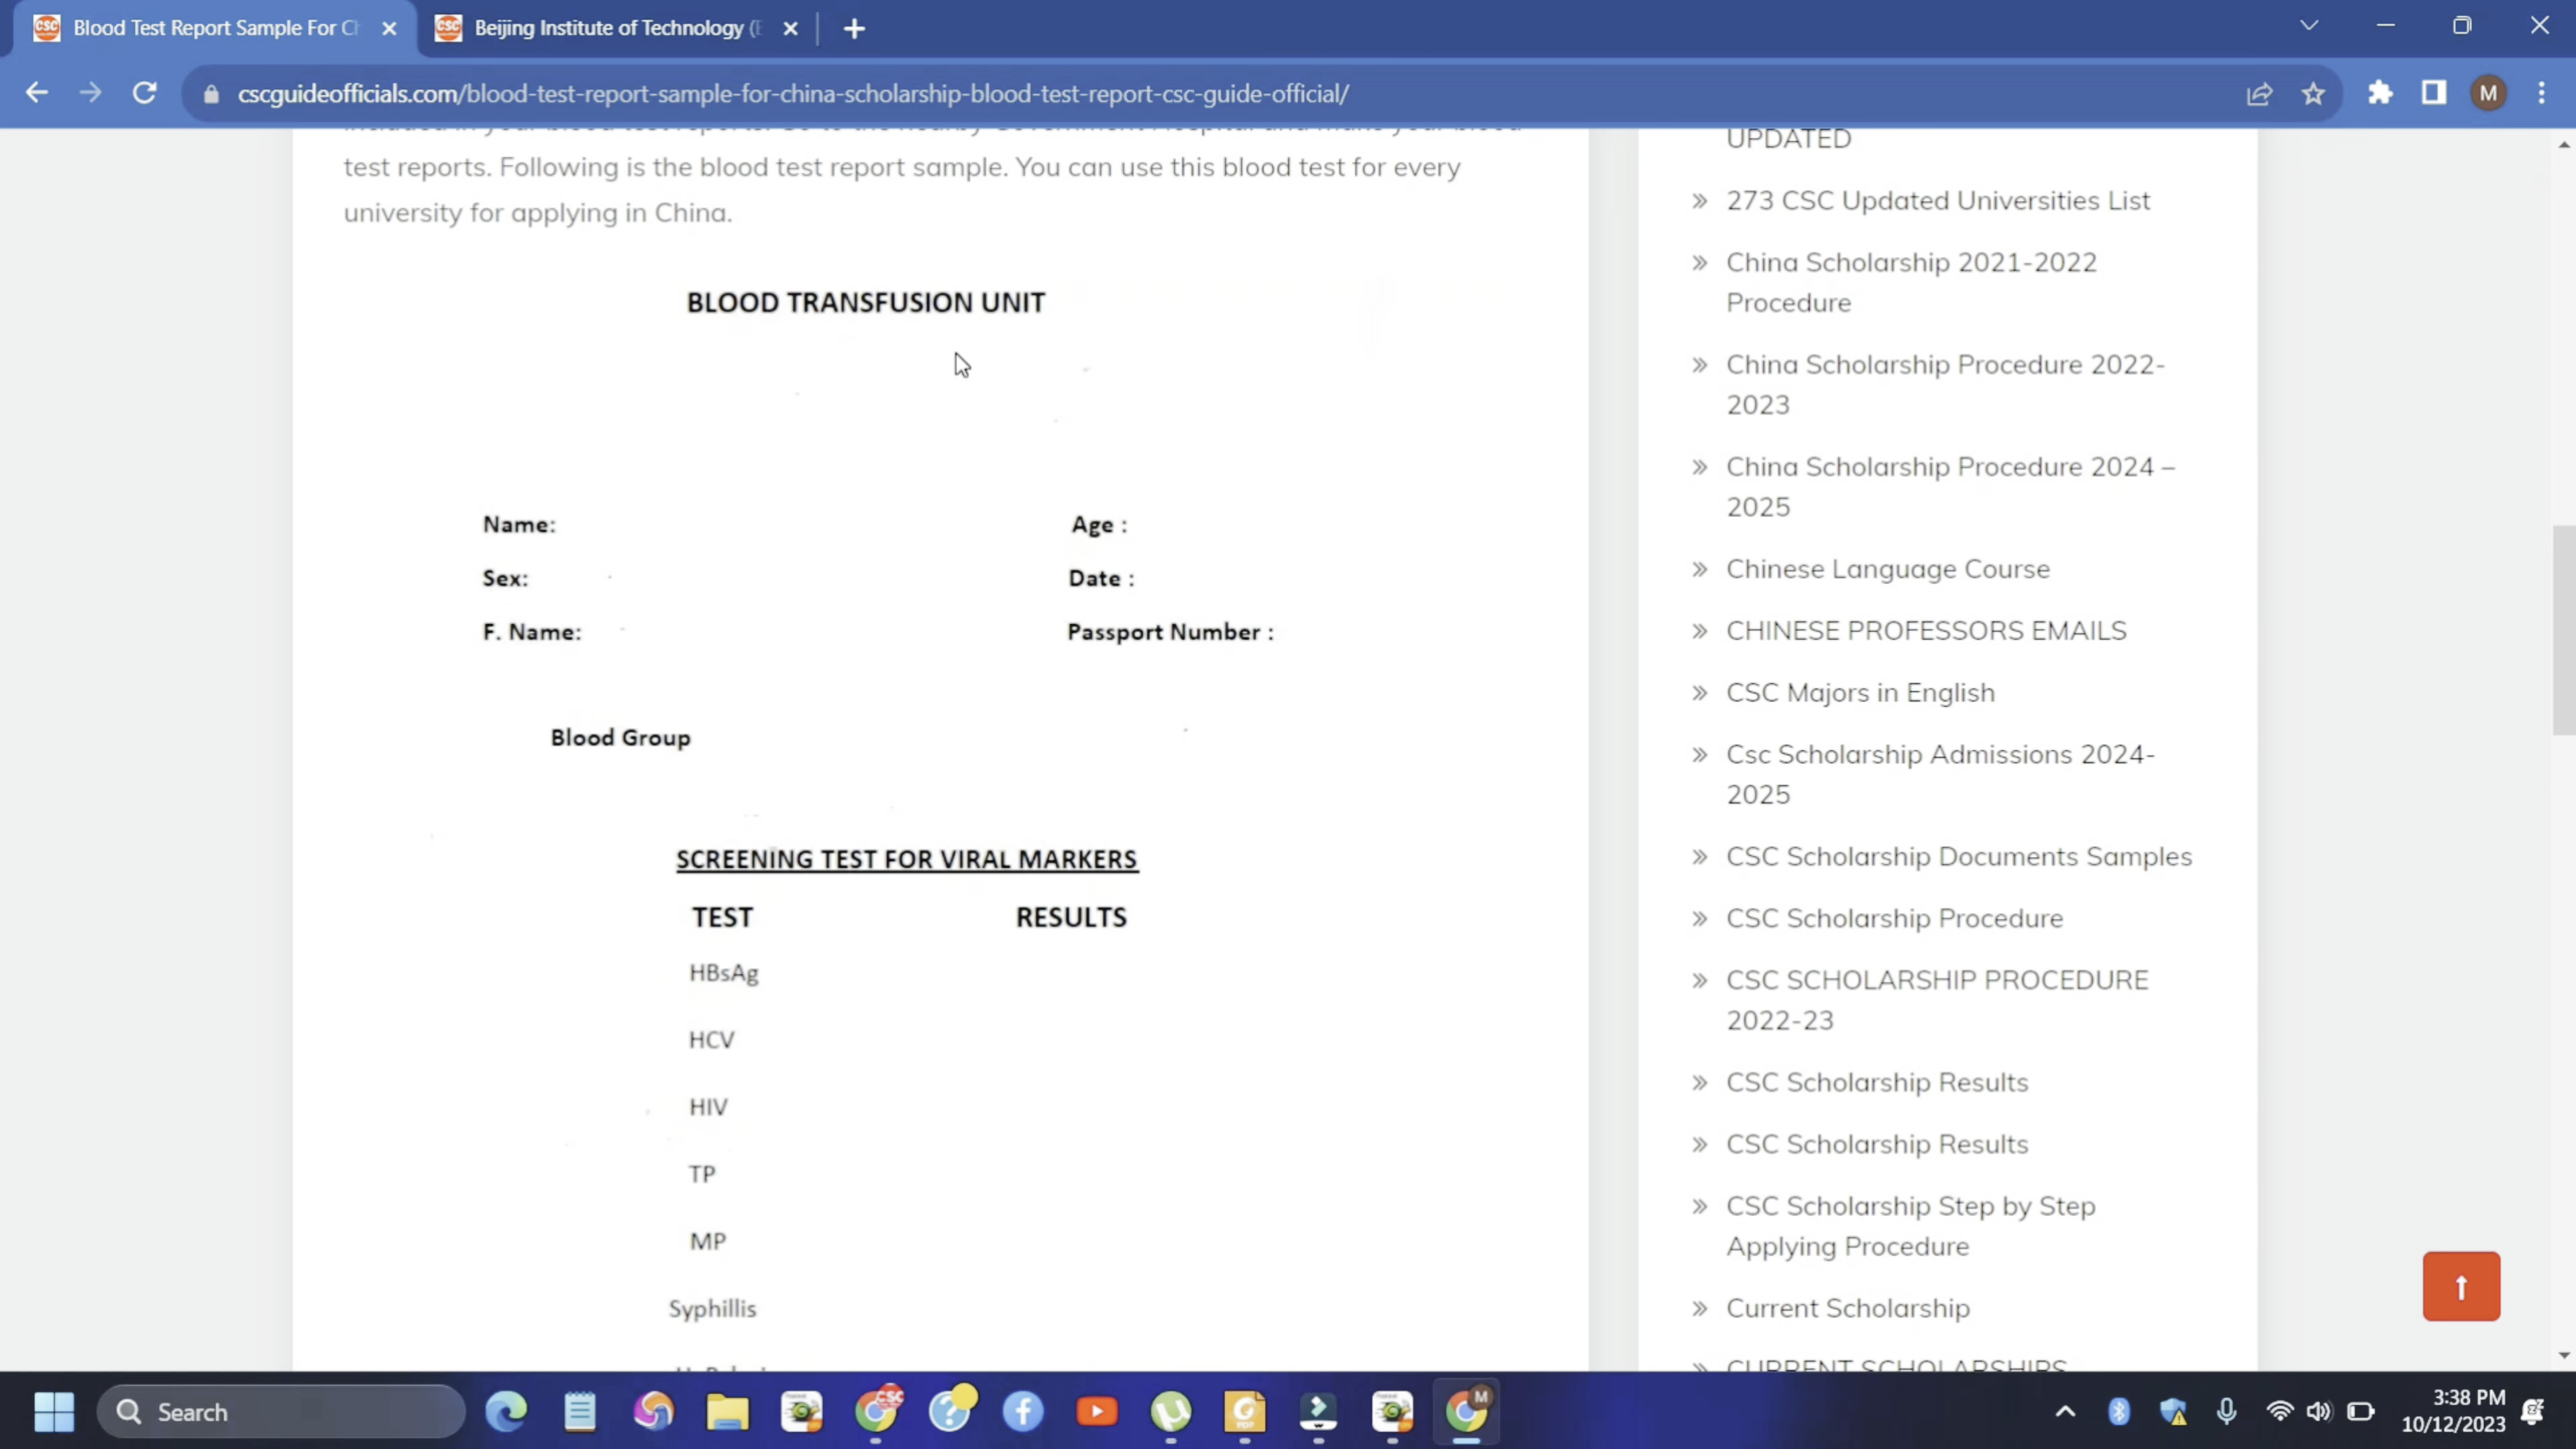 Blood Test Report Sample For Ch
Beijing Institute of Technology (B
cscguideofficials.com/blood-test-report-sample-for-china-scholarship-blood-test-report-csc-guide-official/
M
test reports. Following is the blood test report sample. You can use this blood test for every
university for applying in China.
BLOOD TRANSFUSION UNIT
Name:
Age :
Sex:
Date :
F. Name:
Passport Number :
Blood Group
SCREENING TEST FOR VIRAL MARKERS
TEST RESULTS
HBsAg
HCV
HIV
TP
MP
Syphillis
UPDATED
273 CSC Updated Universities List
China Scholarship 2021-2022
Procedure
China Scholarship Procedure 2022-
2023
China Scholarship Procedure 2024 –
2025
Chinese Language Course
CHINESE PROFESSORS EMAILS
CSC Majors in English
Csc Scholarship Admissions 2024-
2025
CSC Scholarship Documents Samples
CSC Scholarship Procedure
CSC SCHOLARSHIP PROCEDURE
2022-23
CSC Scholarship Results
CSC Scholarship Results
CSC Scholarship Step by Step
Applying Procedure
Current Scholarship
CURRENT SCHOLARSHIPS
Search
3:38 PM
10/12/2023